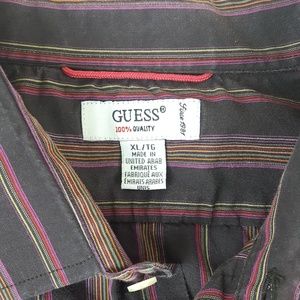 GUESS®
Since 1981
100% QUALITY
XL/TG
MADE IN
UNITED ARAB
EMIRATES
FABRIQUÉ AUX
EMIRATS ARABES
UNIS